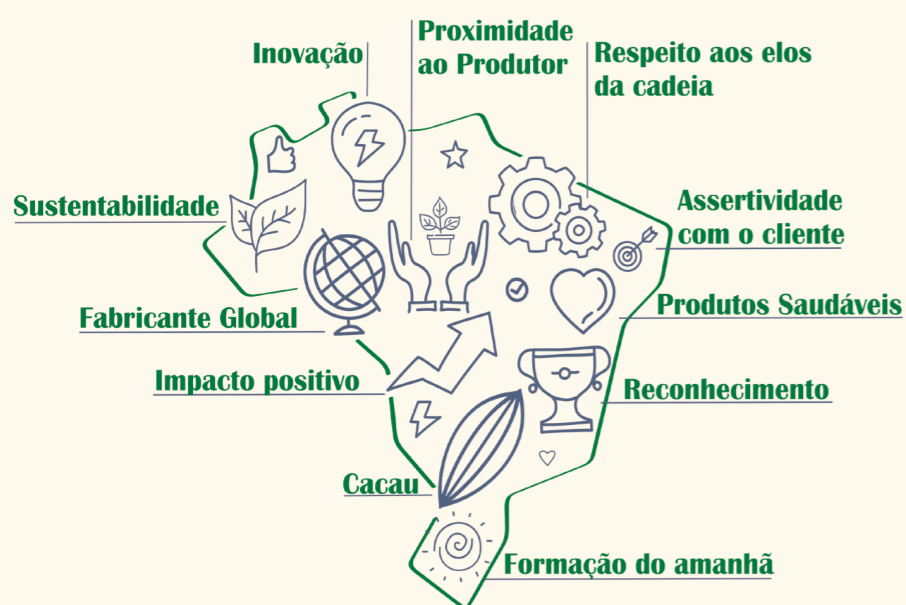 Inovação
Proximidade
ao Produtor
Respeito aos elos
da cadeia
Sustentabilidade
Assertividade
com o cliente
Fabricante Global
Produtos Saudáveis
Impacto positivo
Reconhecimento
Cacau
Formação do amanhã